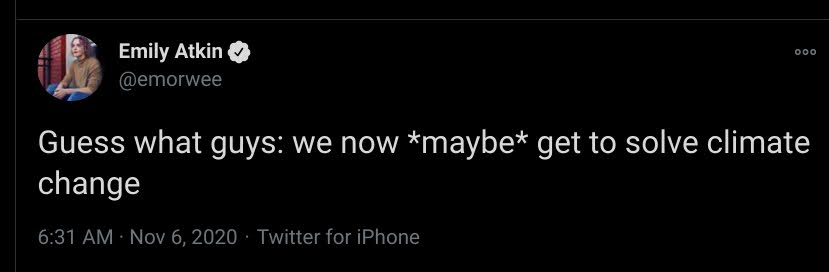 Emily Atkin
@emorwee
Guess what guys: we now *maybe* get to solve climate
change
6:31 AM · Nov 6, 2020 · Twitter for iPhone